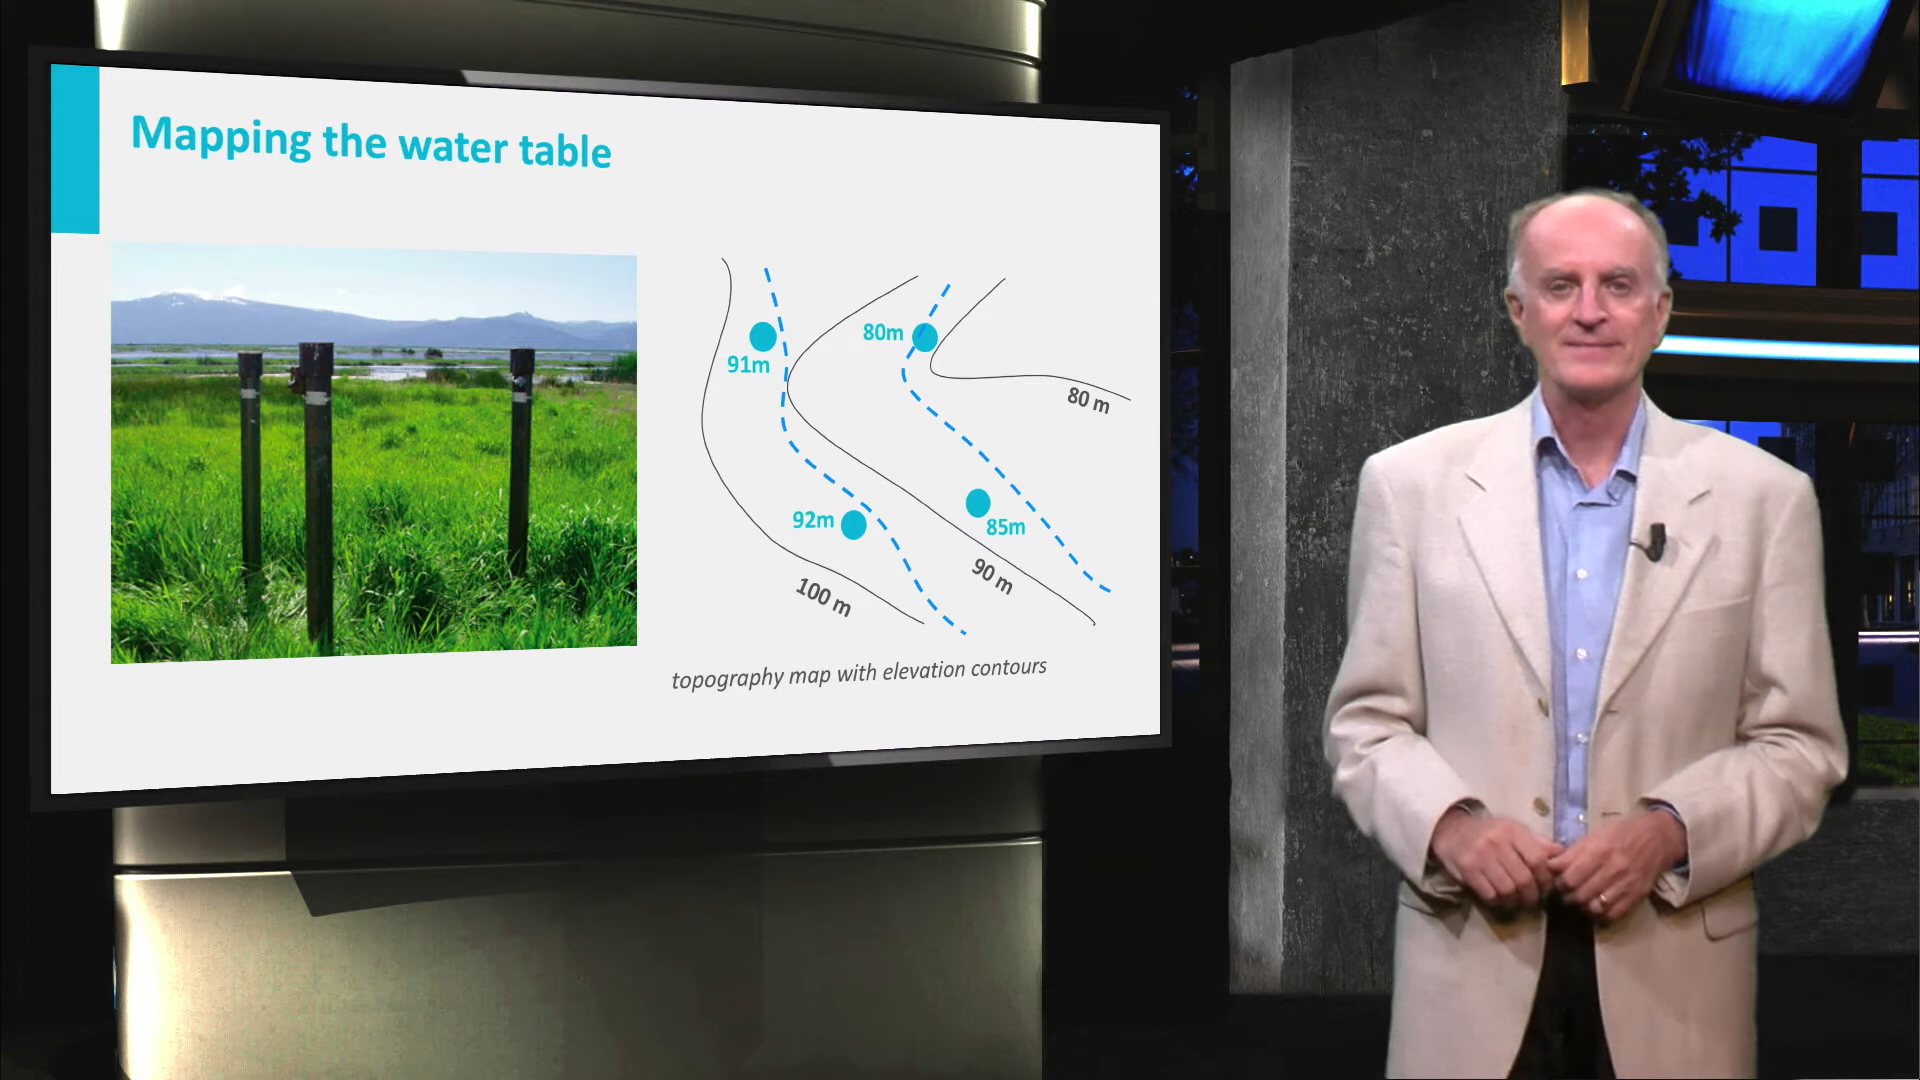 Mapping the water table
80m
91m
80 m
92m
85m
90 m
100 m
topography map with elevation contours